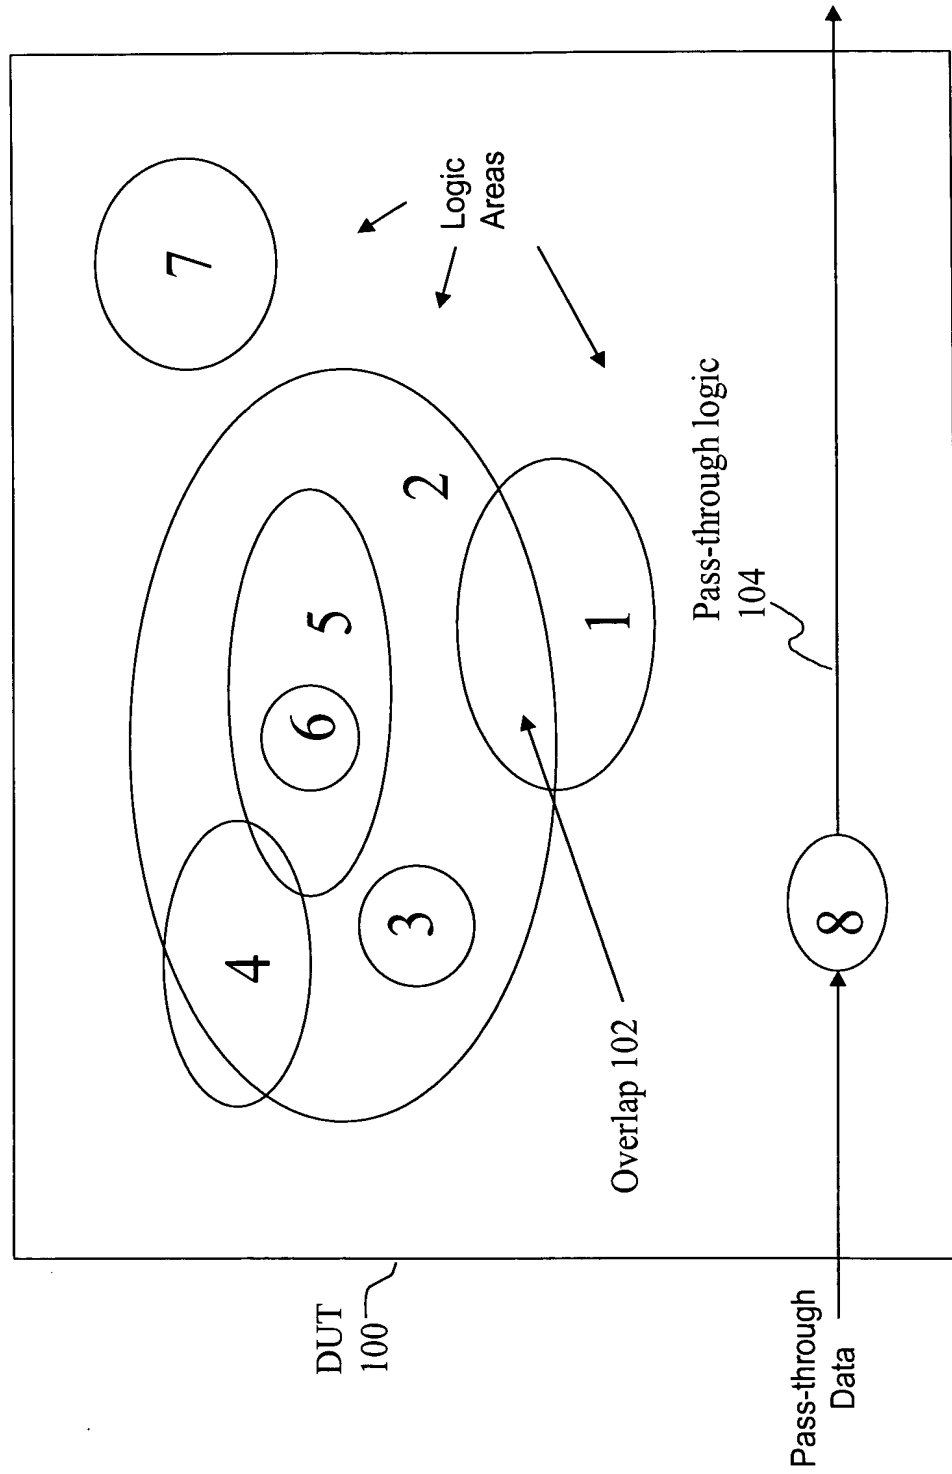 7
Logic
Areas
2
5
6
4
3
1
Pass-through logic
104
Overlap 102
8
DUT
100
Pass-through
Data